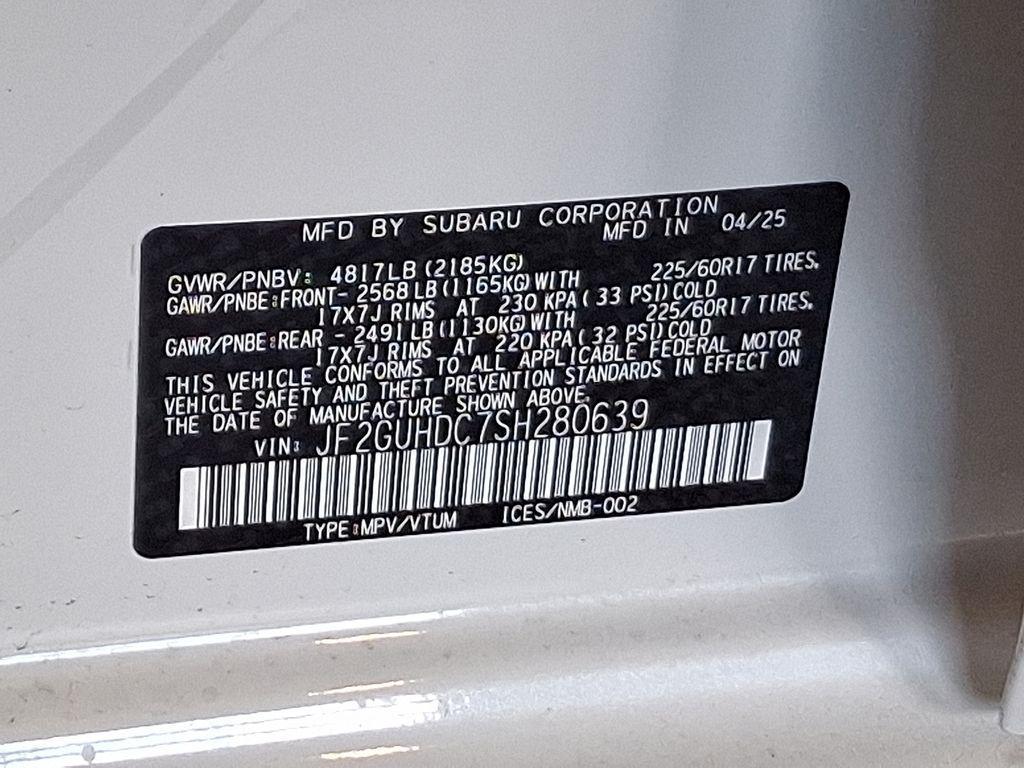 MFD BY SUBARU CORPORATION
MFD IN 04/25
GVWR/PNBV: 4817LB (2185KG)
GAWR/PNBE:FRONT- 2568 LB (1165KG) WITH 225/60R17 TIRES.
17X7J RIMS AT 230 KPA ( 33 PSI) COLD
GAWR/PNBE:REAR - 2491 LB (1130KG) WITH 225/60R17 TIRES.
17X7J RIMS AT 220 KPA ( 32 PSI) COLD
THIS VEHICLE CONFORMS TO ALL APPLICABLE FEDERAL MOTOR
VEHICLE SAFETY AND THEFT PREVENTION STANDARDS IN EFFECT ON
THE DATE OF MANUFACTURE SHOWN ABOVE.
VIN: JF2GUHDC7SH280639
TYPE:MPV/VTUM ICES/NMB-002